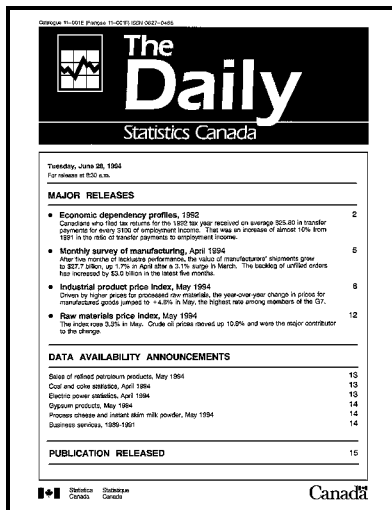 Catalogue 11-001E (Français 11-001F) ISSN 0827-0465
The
Daily
Statistics Canada
Tuesday, June 28, 1994
For release at 8:30 a.m.
MAJOR RELEASES
● Economic dependency profiles, 1992 2
Canadians who filed tax returns for the 1992 tax year received on average $25.80 in transfer
payments for every $100 of employment income. That was an increase of almost 10% from
1991 in the ratio of transfer payments to employment income.
● Monthly survey of manufacturing, April 1994 5
After five months of lacklustre performance, the value of manufacturers' shipments grew
to $27.7 billion, up 1.7% in April after a 3.1% surge in March. The backlog of unfilled orders
has increased by $3.0 billion in the latest five months.
● Industrial product price index, May 1994 8
Driven by higher prices for processed raw materials, the year-over-year change in prices for
manufactured goods jumped to +4.8% in May, the highest rate among members of the G7.
● Raw materials price index, May 1994 12
The index rose 3.3% in May. Crude oil prices moved up 10.9% and were the major contributor
to the change.
DATA AVAILABILITY ANNOUNCEMENTS
Sales of refined petroleum products, May 1994 13
Coal and coke statistics, April 1994 13
Electric power statistics, April 1994 13
Gypsum products, May 1994 14
Process cheese and instant skim milk powder, May 1994 14
Business services, 1989-1991 14
PUBLICATION RELEASED 15
Statistics Statistique
Canada Canada
Canada